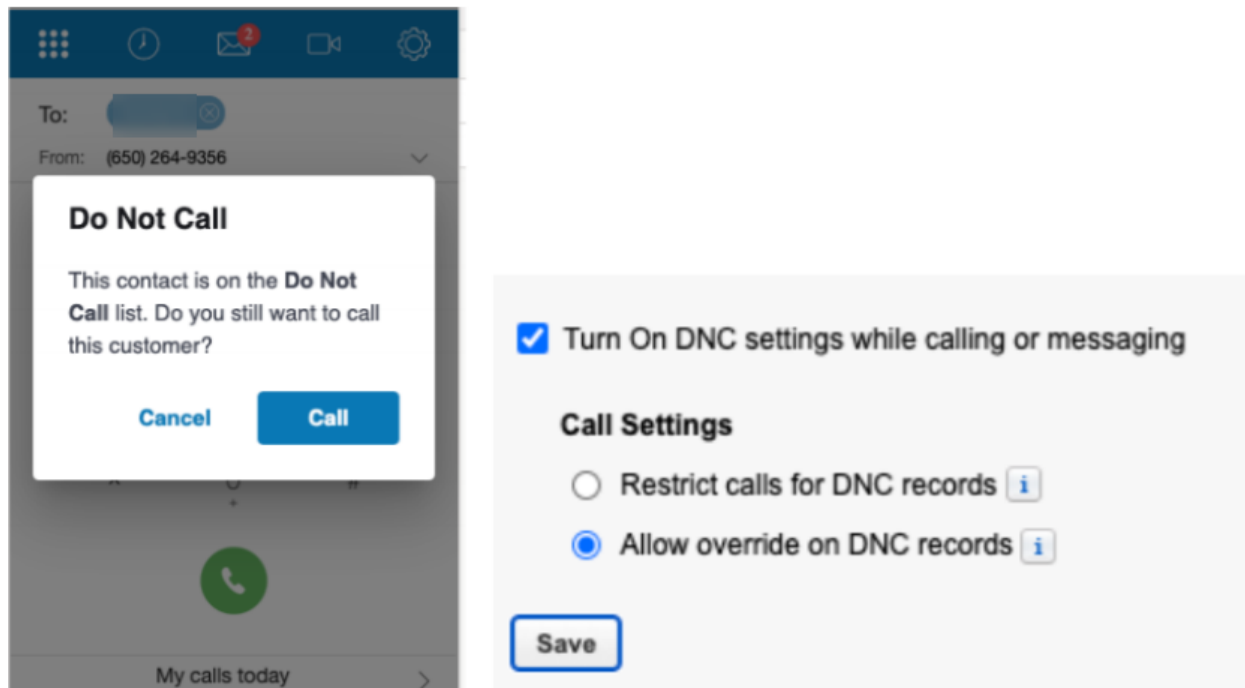 2
To:
From: (650) 264-9356
Do Not Call
This contact is on the Do Not
Call list. Do you still want to call
this customer?
Cancel Call
+
My calls today
Turn On DNC settings while calling or messaging
Call Settings
Restrict calls for DNC records i
Allow override on DNC records i
Save